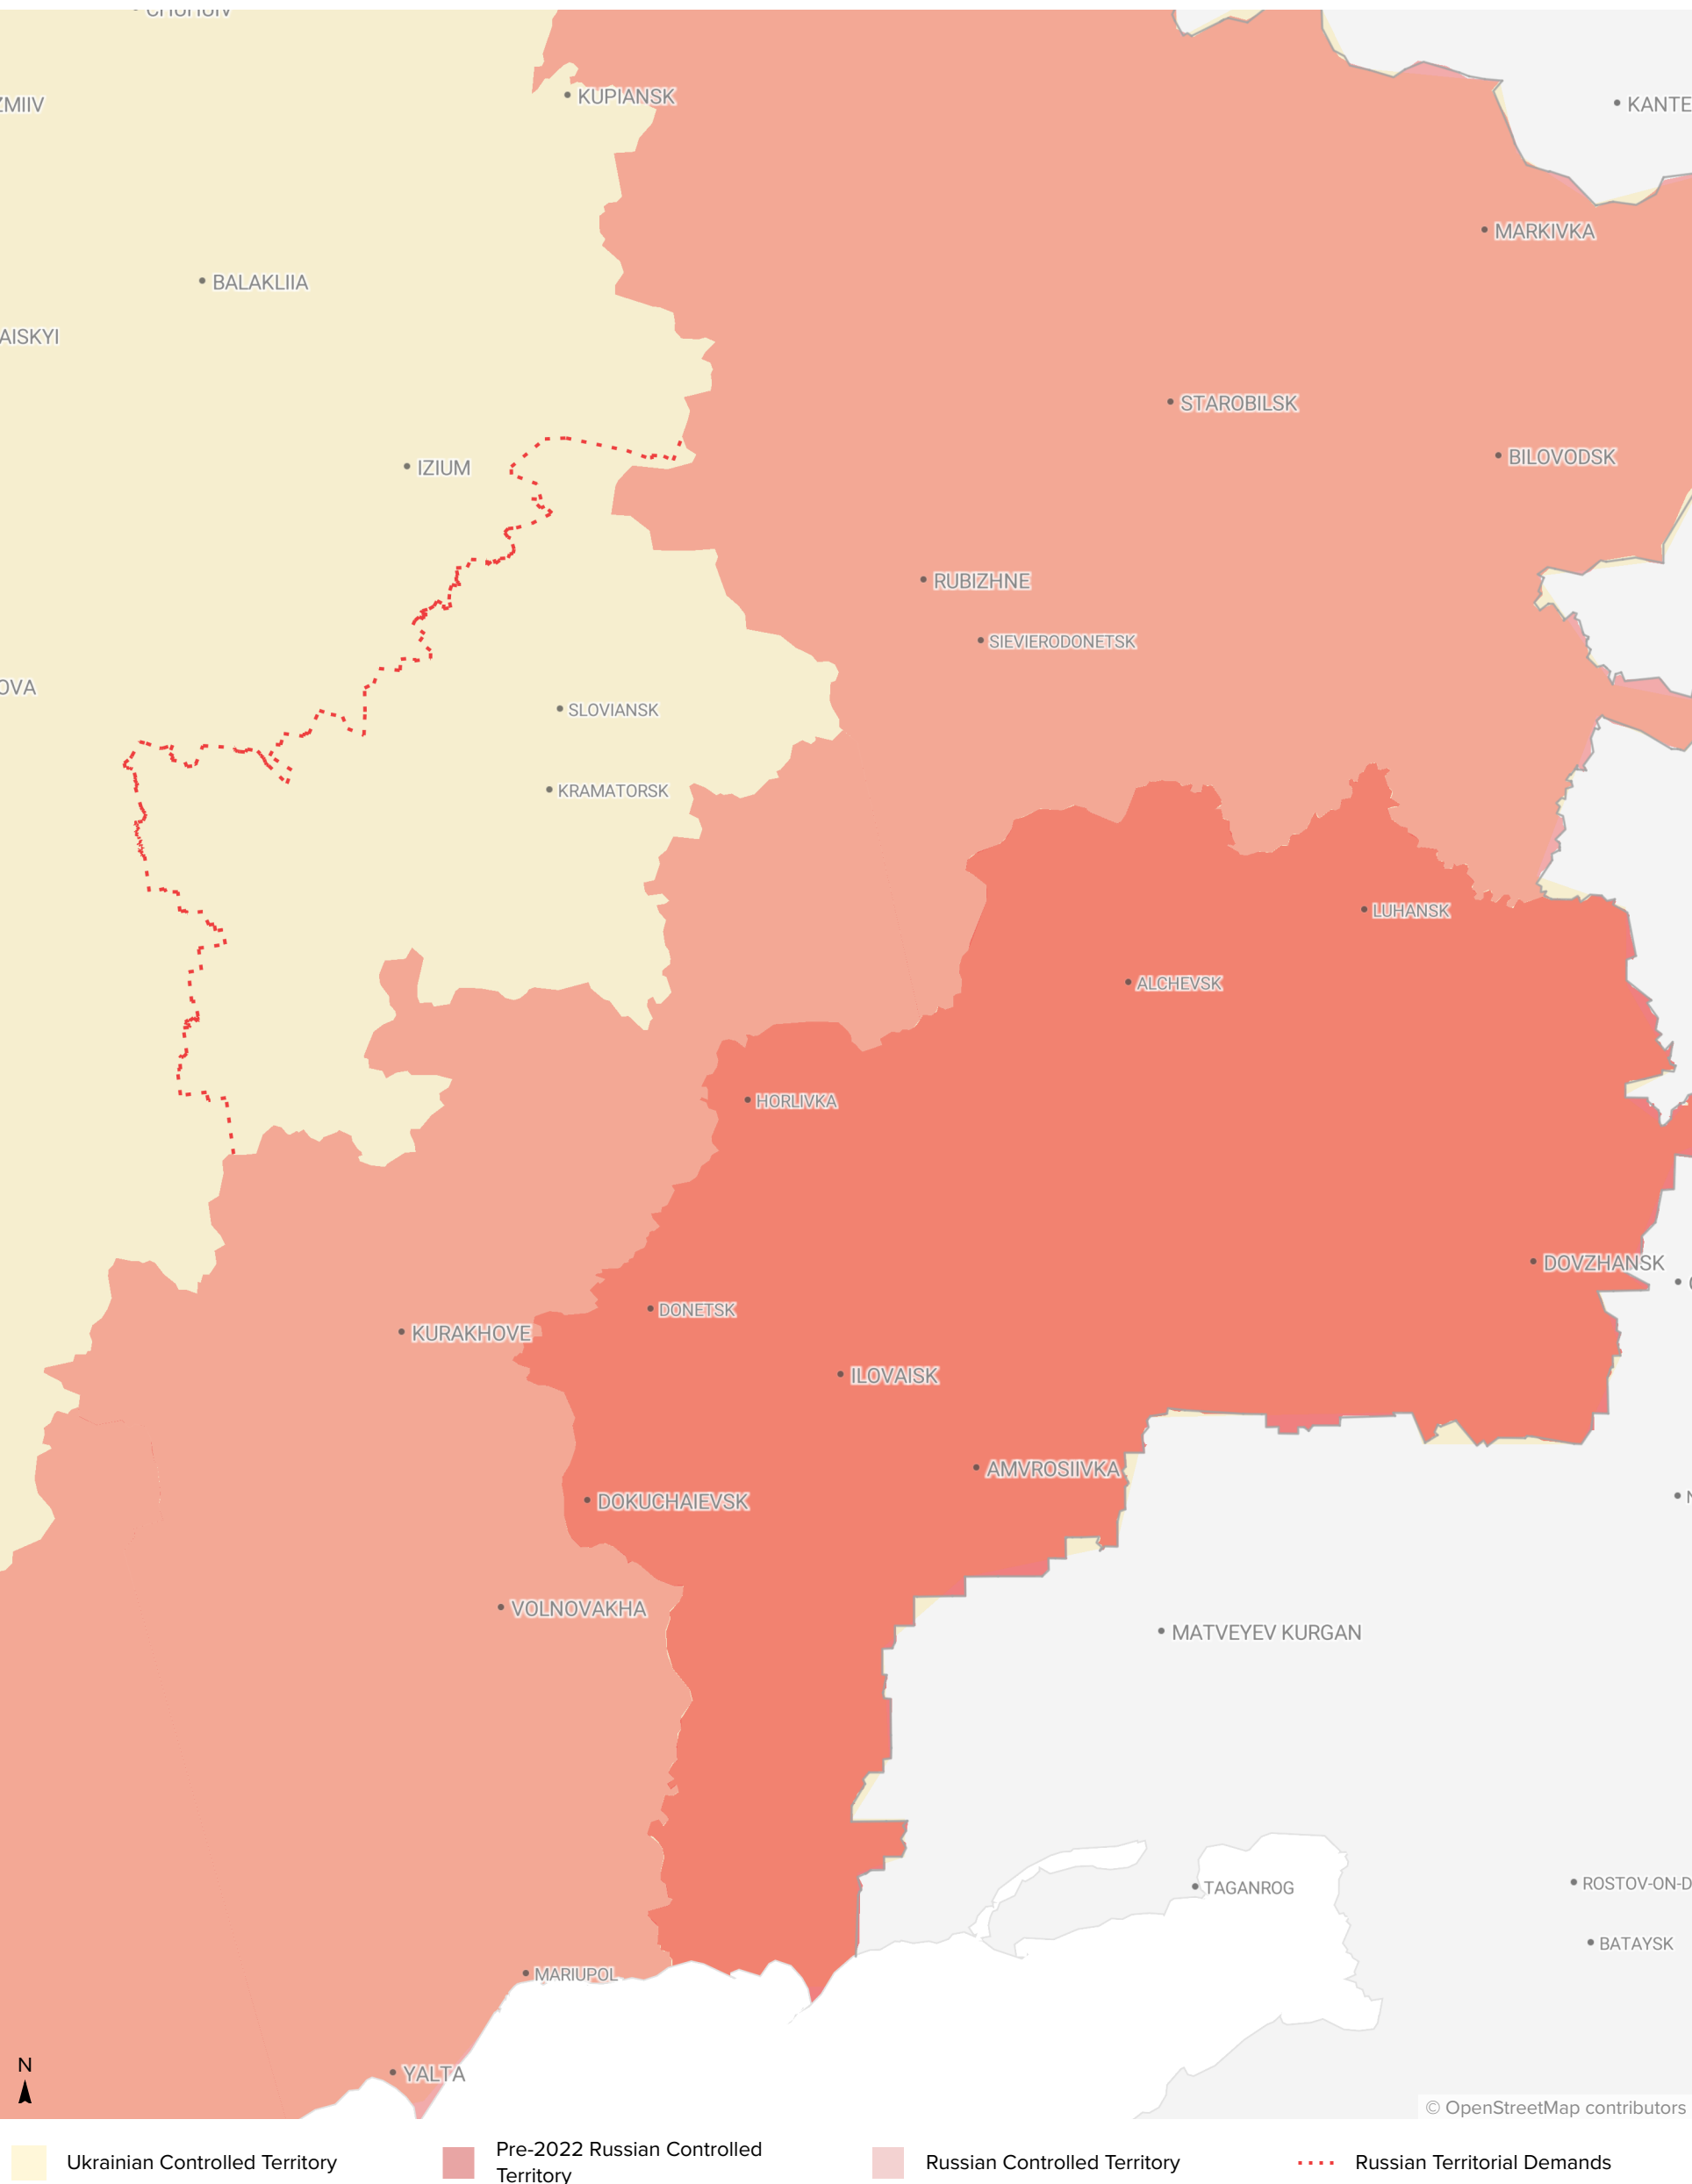 KUPIANSK
ZMIIV
KANTE
MARKIVKA
BALAKLIIA
AISKYI
STAROBILSK
BILOVODSK
IZIUM
RUBIZHNE
SIEVIERODONETSK
OVA
SLOVIANSK
KRAMATORSK
LUHANSK
ALCHEVSK
HORLIVKA
DOVZHANSK
DONETSK
KURAKHOVE
ILOVAISK
AMVROSIIVKA
DOKUCHAIEVSK
VOLNOVAKHA
MATVEYEV KURGAN
TAGANROG
ROSTOV-ON-D
BATAYSK
MARIUPOL
N
YALTA
© OpenStreetMap contributors
Ukrainian Controlled Territory
Pre-2022 Russian Controlled
Territory
Russian Controlled Territory
Russian Territorial Demands